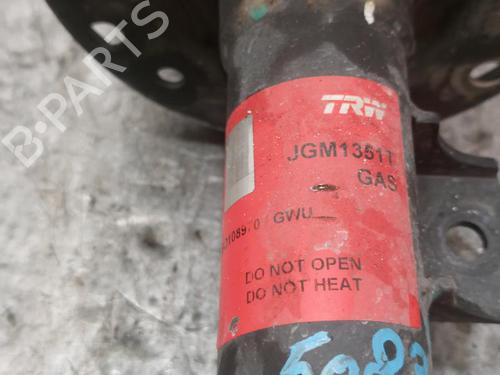 B-PARTS
TRW
JGM1351T
GAS
GWU
DO NOT OPEN
DO NOT HEAT